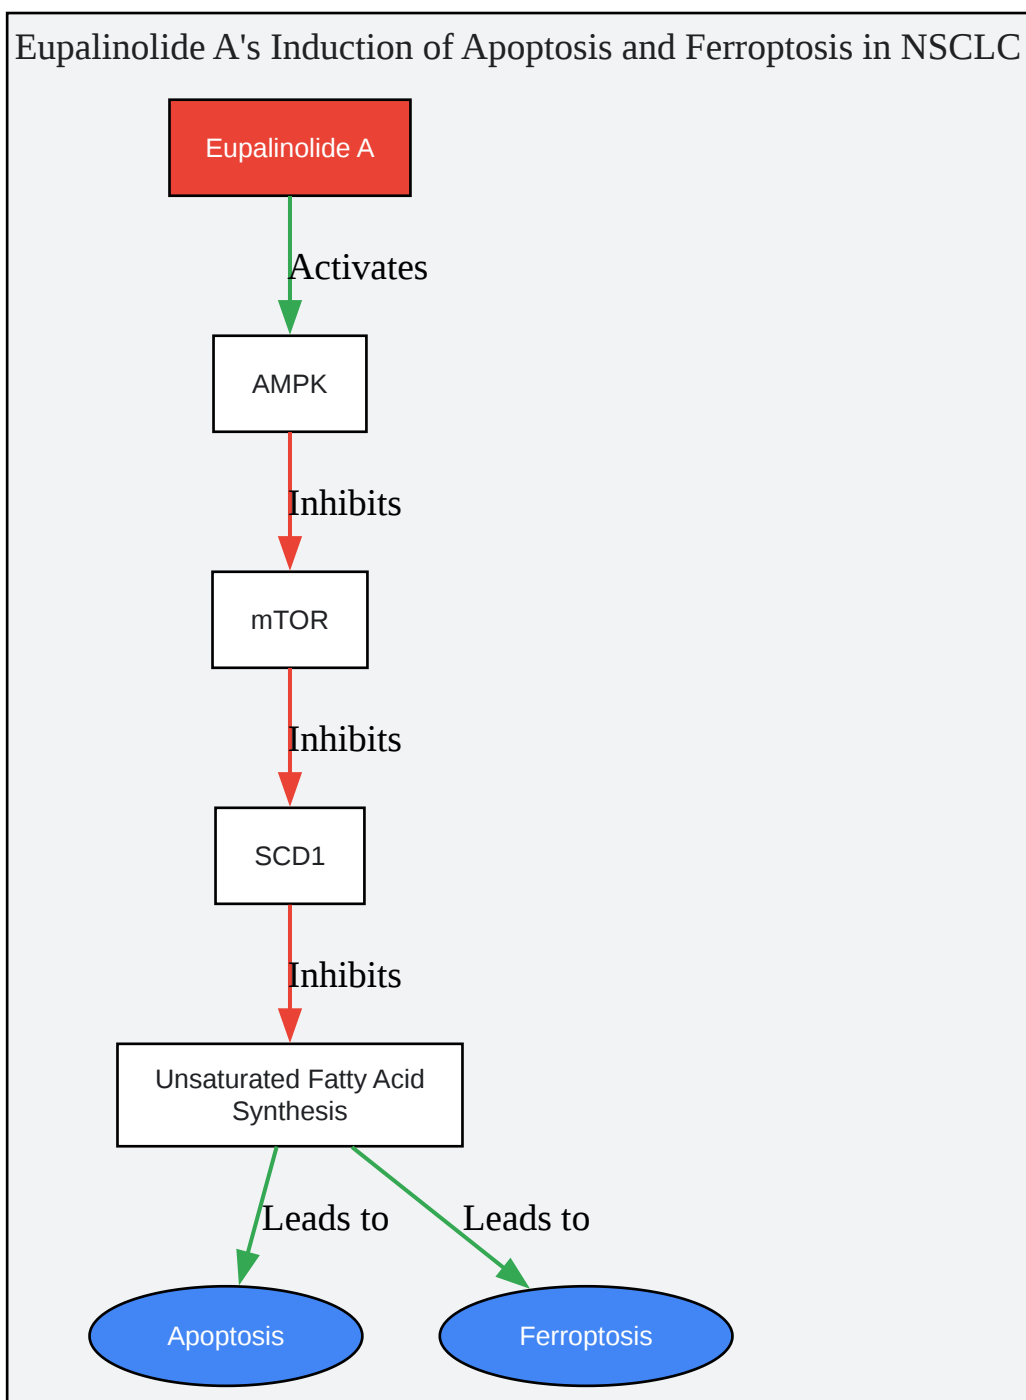 Eupalinolide A's Induction of Apoptosis and Ferroptosis in NSCLC
Eupalinolide A
Activates
AMPK
Inhibits
mTOR
Inhibits
SCD1
Inhibits
Unsaturated Fatty Acid
Synthesis
Leads to
Leads to
Apoptosis
Ferroptosis